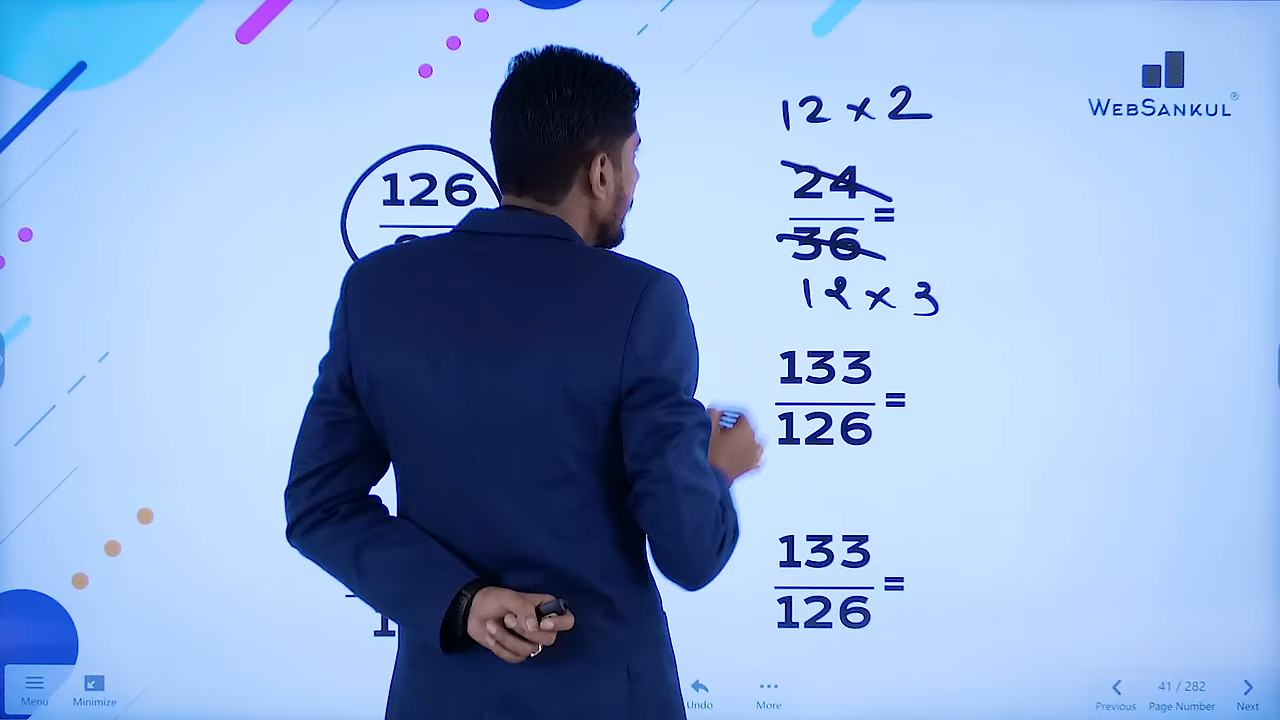 WEBSANKUL®
12 x 2
126
24
=
36
12 x 3
133
=
126
133
=
126
1
Menu
Minimize
Undo
More
Previous
41 / 282
Page Number
Next